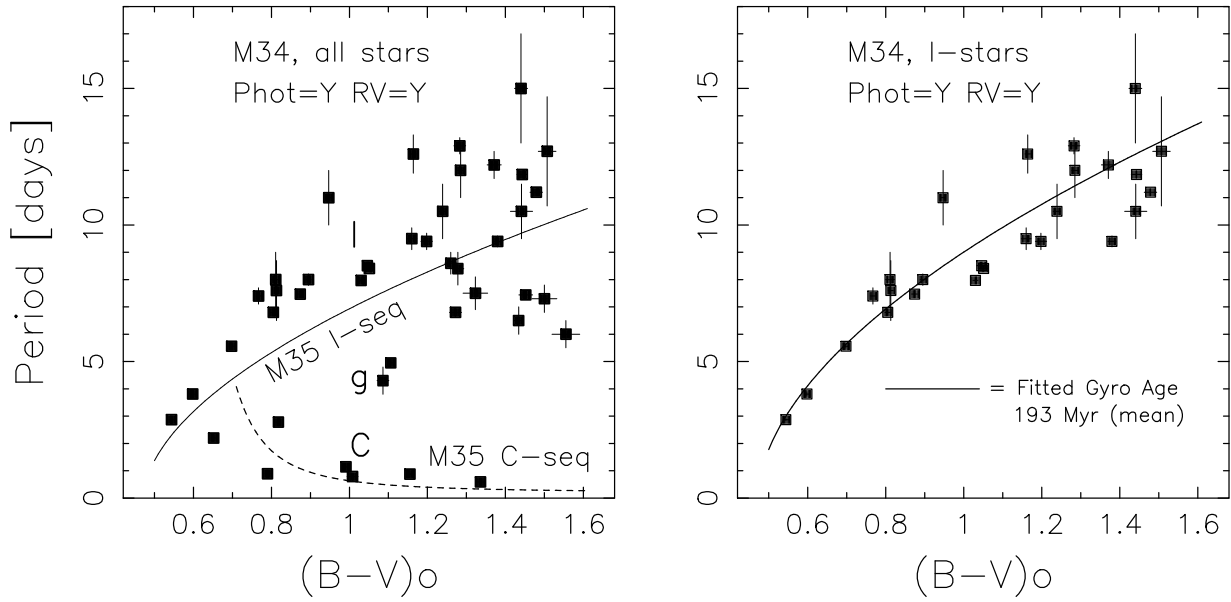 M34, all stars
Phot=Y RV=Y
I
M35 I-seq
g
C
M35 C-seq
Period [days]
0
5
10
15
0.6 0.8 1 1.2 1.4 1.6
(B-V)o
M34, I-stars
Phot=Y RV=Y
= Fitted Gyro Age
193 Myr (mean)
0
5
10
15
0.6 0.8 1 1.2 1.4 1.6
(B-V)o